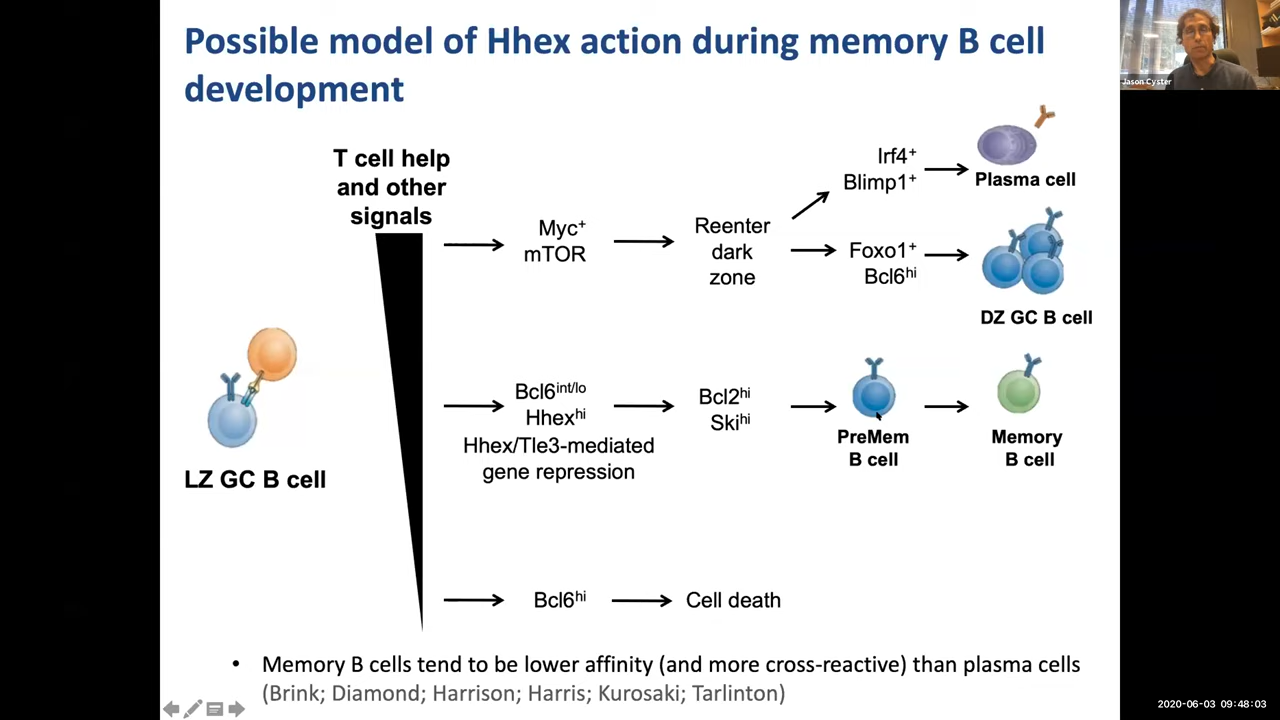 Possible model of Hhex action during memory B cell
development
Jason Cyster
T cell help
and other
signals
Myc⁺
mTOR
Reenter
dark
zone
Irf4⁺
Blimp1⁺
Plasma cell
Foxo1⁺
Bcl6ʰⁱ
DZ GC B cell
LZ GC B cell
Bcl6ⁱⁿᵗ/ˡᵒ
Hhexʰⁱ
Hhex/Tle3-mediated
gene repression
Bcl2ʰⁱ
Skiʰⁱ
PreMem
B cell
Memory
B cell
Bcl6ʰⁱ
Cell death
• Memory B cells tend to be lower affinity (and more cross-reactive) than plasma cells
(Brink; Diamond; Harrison; Harris; Kurosaki; Tarlinton)
2020-06-03 09:48:03